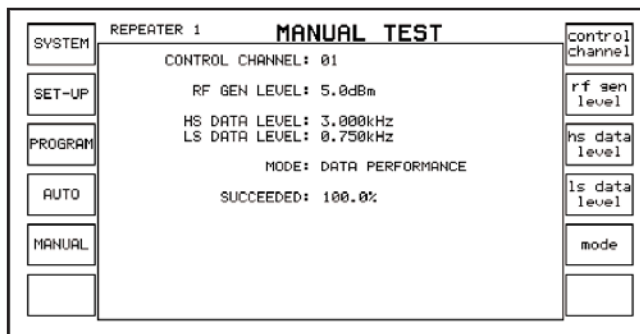 REPEATER 1
MANUAL TEST
SYSTEM
SET-UP
PROGRAM
AUTO
MANUAL
CONTROL CHANNEL: 01
RF GEN LEVEL: 5.0dBm
HS DATA LEVEL: 3.000kHz
LS DATA LEVEL: 0.750kHz
MODE: DATA PERFORMANCE
SUCCEEDED: 100.0%
control
channel
rf gen
level
hs data
level
ls data
level
mode